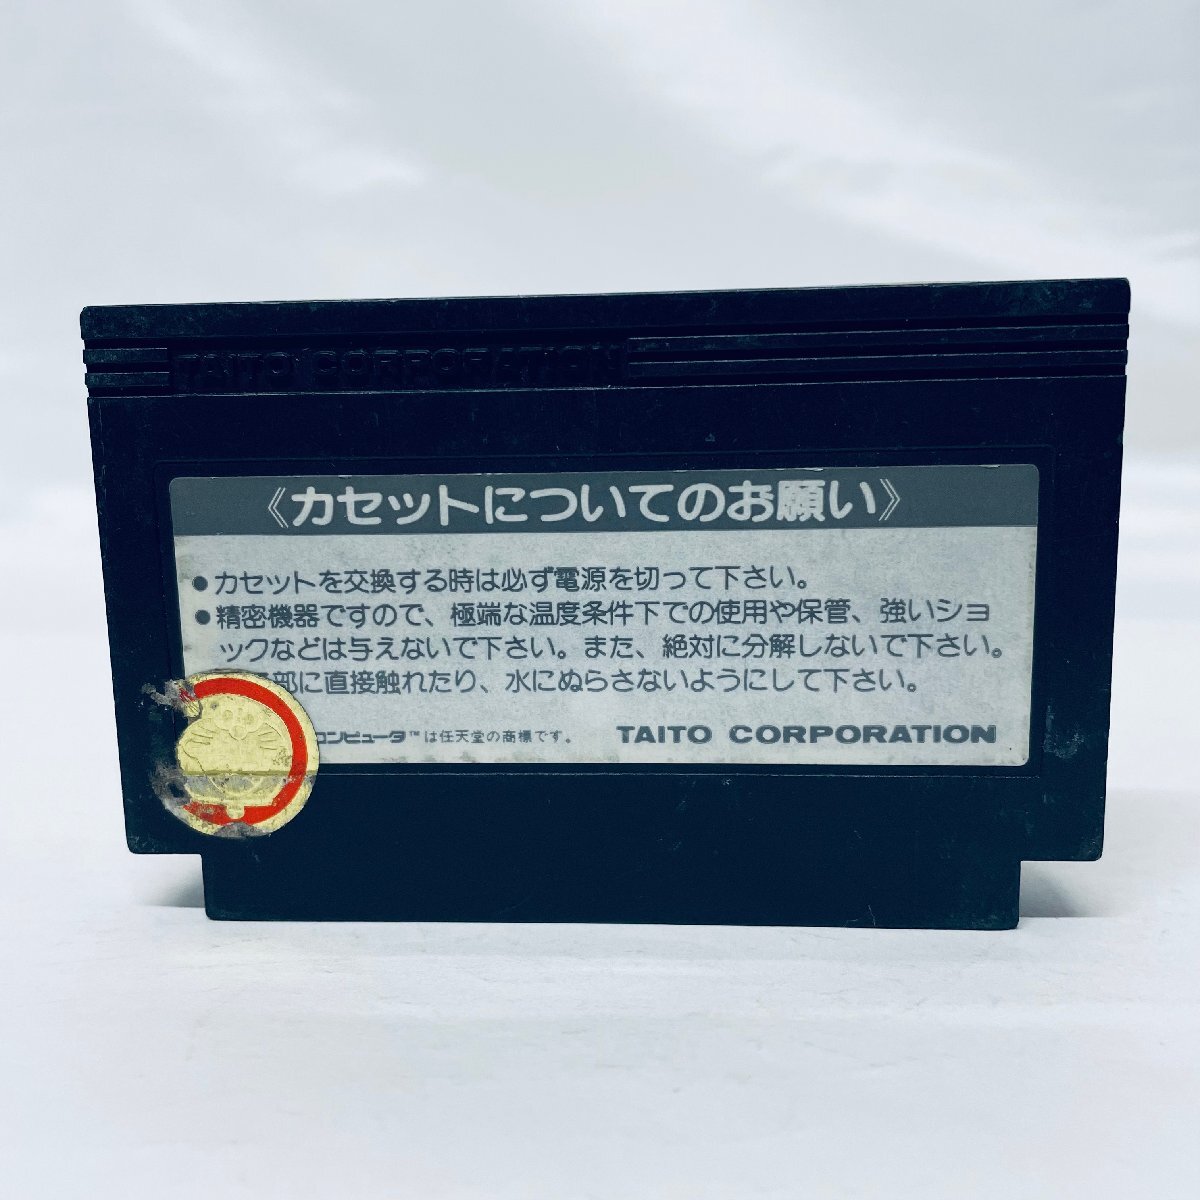 TAITO CORPORATION
《カセットについてのお願い》
●カセットを交換する時は必ず電源を切って下さい。
●精密機器ですので、極端な温度条件下での使用や保管、強いショ
ックなどは与えないで下さい。また、絶対に分解しないで下さい。
部に直接触れたり、水にぬらさないようにして下さい。
コンピュータ™は任天堂の商標です。
TAITO CORPORATION